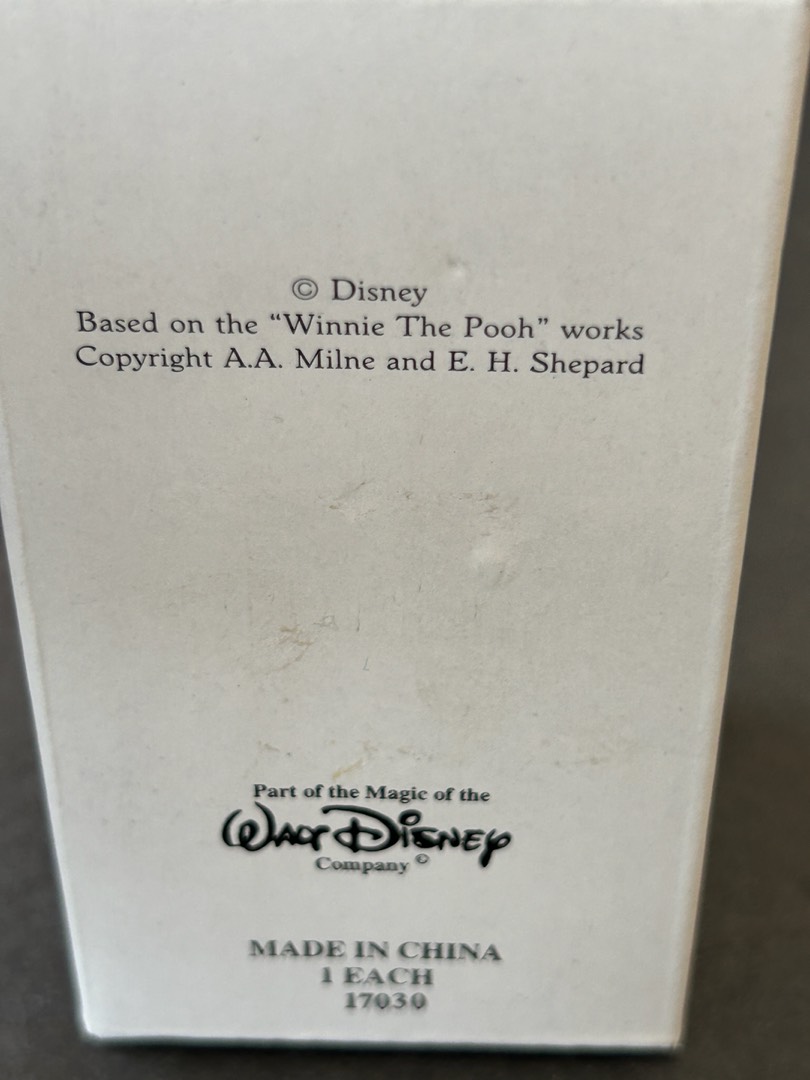 © Disney
Based on the “Winnie The Pooh” works
Copyright A.A. Milne and E. H. Shepard
Part of the Magic of the
Walt Disney
Company ©
MADE IN CHINA
1 EACH
17030